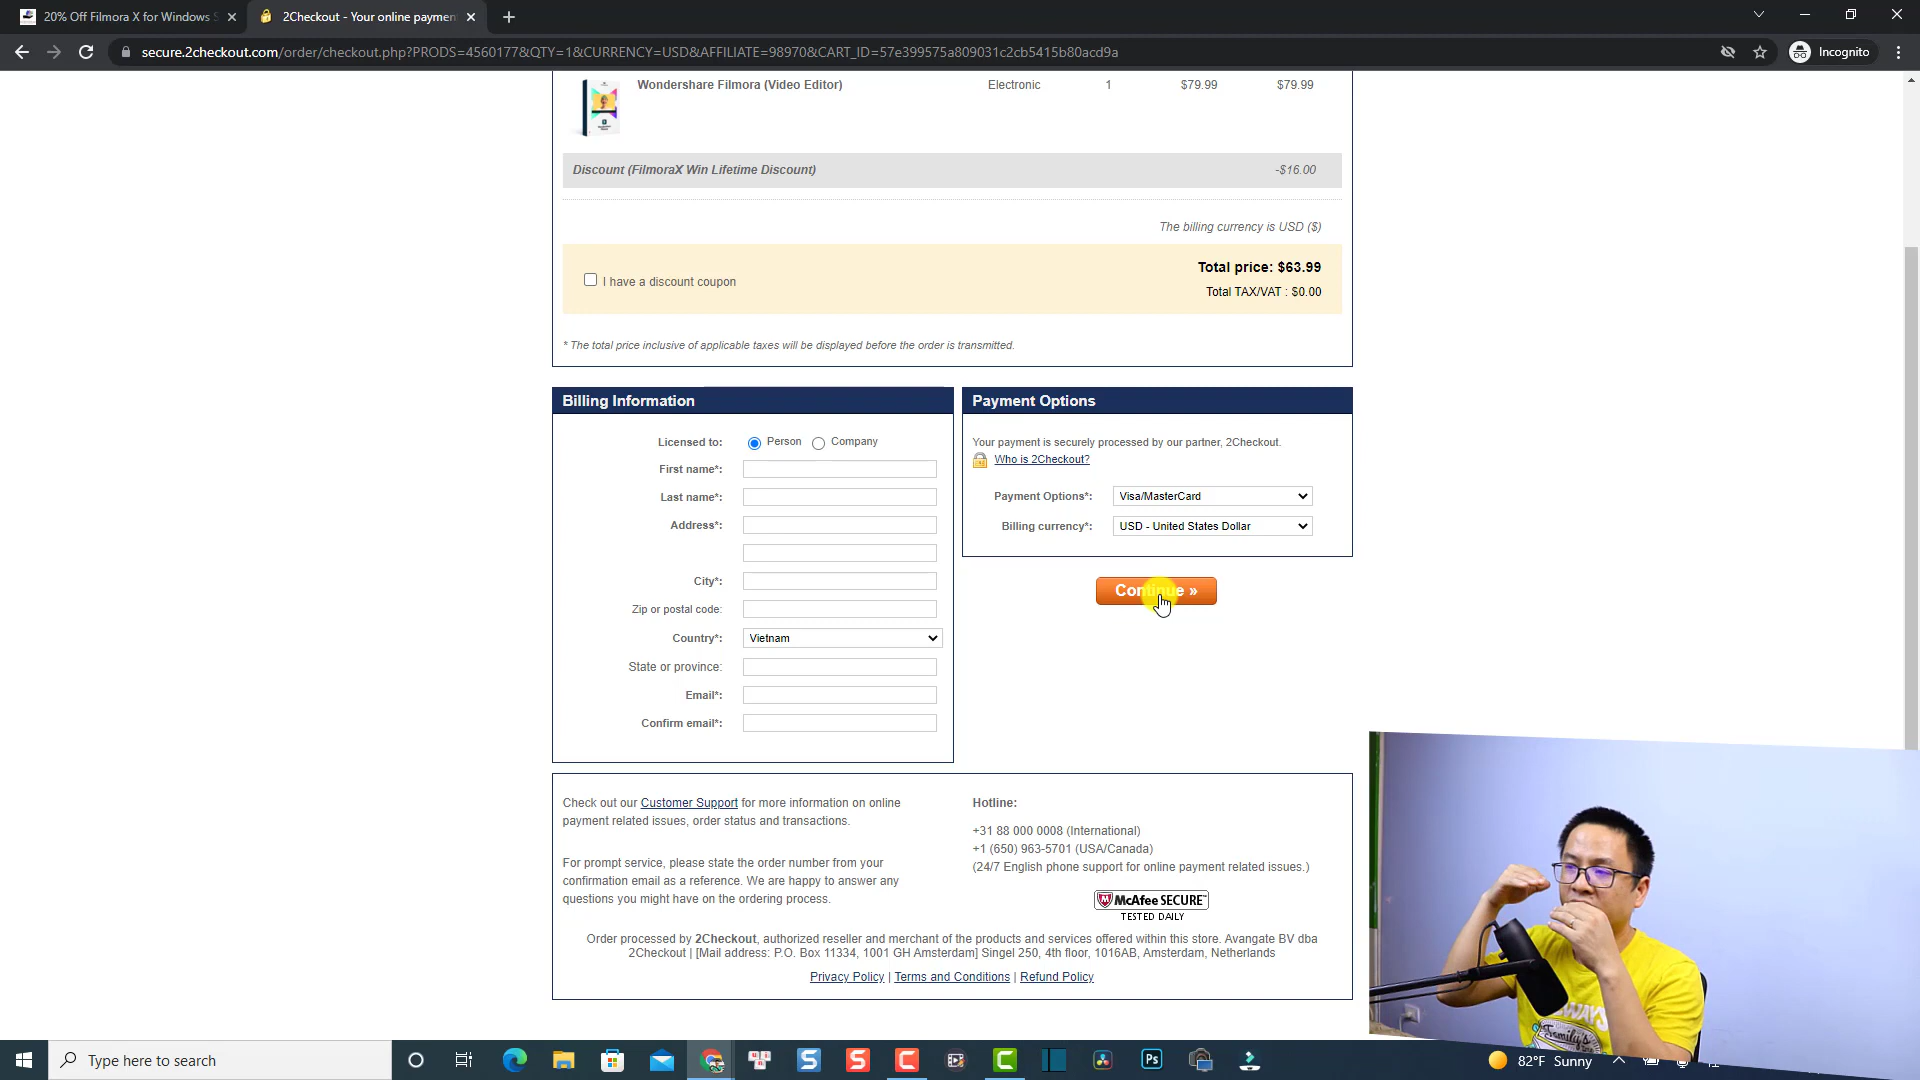 20% Off Filmora X for Windows S
2Checkout - Your online payment
secure.2checkout.com/order/checkout.php?PRODS=4560177&QTY=1&CURRENCY=USD&AFFILIATE=98970&CART_ID=57e399575a809031c2cb5415b80acd9a
Incognito
Wondershare Filmora (Video Editor) Electronic 1 $79.99 $79.99
Discount (FilmoraX Win Lifetime Discount) -$16.00
The billing currency is USD ($)
I have a discount coupon
Total price: $63.99
Total TAX/VAT : $0.00
* The total price inclusive of applicable taxes will be displayed before the order is transmitted.
Billing Information
Licensed to: Person Company
First name*:
Last name*:
Address*:
City*:
Zip or postal code:
Country*: Vietnam
State or province:
Email*:
Confirm email*:
Payment Options
Your payment is securely processed by our partner, 2Checkout.
Who is 2Checkout?
Payment Options*: Visa/MasterCard
Billing currency*: USD - United States Dollar
Continue »
Check out our Customer Support for more information on online
payment related issues, order status and transactions.
For prompt service, please state the order number from your
confirmation email as a reference. We are happy to answer any
questions you might have on the ordering process.
Hotline:
+31 88 000 0008 (International)
+1 (650) 963-5701 (USA/Canada)
(24/7 English phone support for online payment related issues.)
McAfee SECURE™
TESTED DAILY
Order processed by 2Checkout, authorized reseller and merchant of the products and services offered within this store. Avangate BV dba
2Checkout | [Mail address: P.O. Box 11334, 1001 GH Amsterdam] Singel 250, 4th floor, 1016AB, Amsterdam, Netherlands
Privacy Policy | Terms and Conditions | Refund Policy
Family's
Type here to search
Ps
82°F Sunny